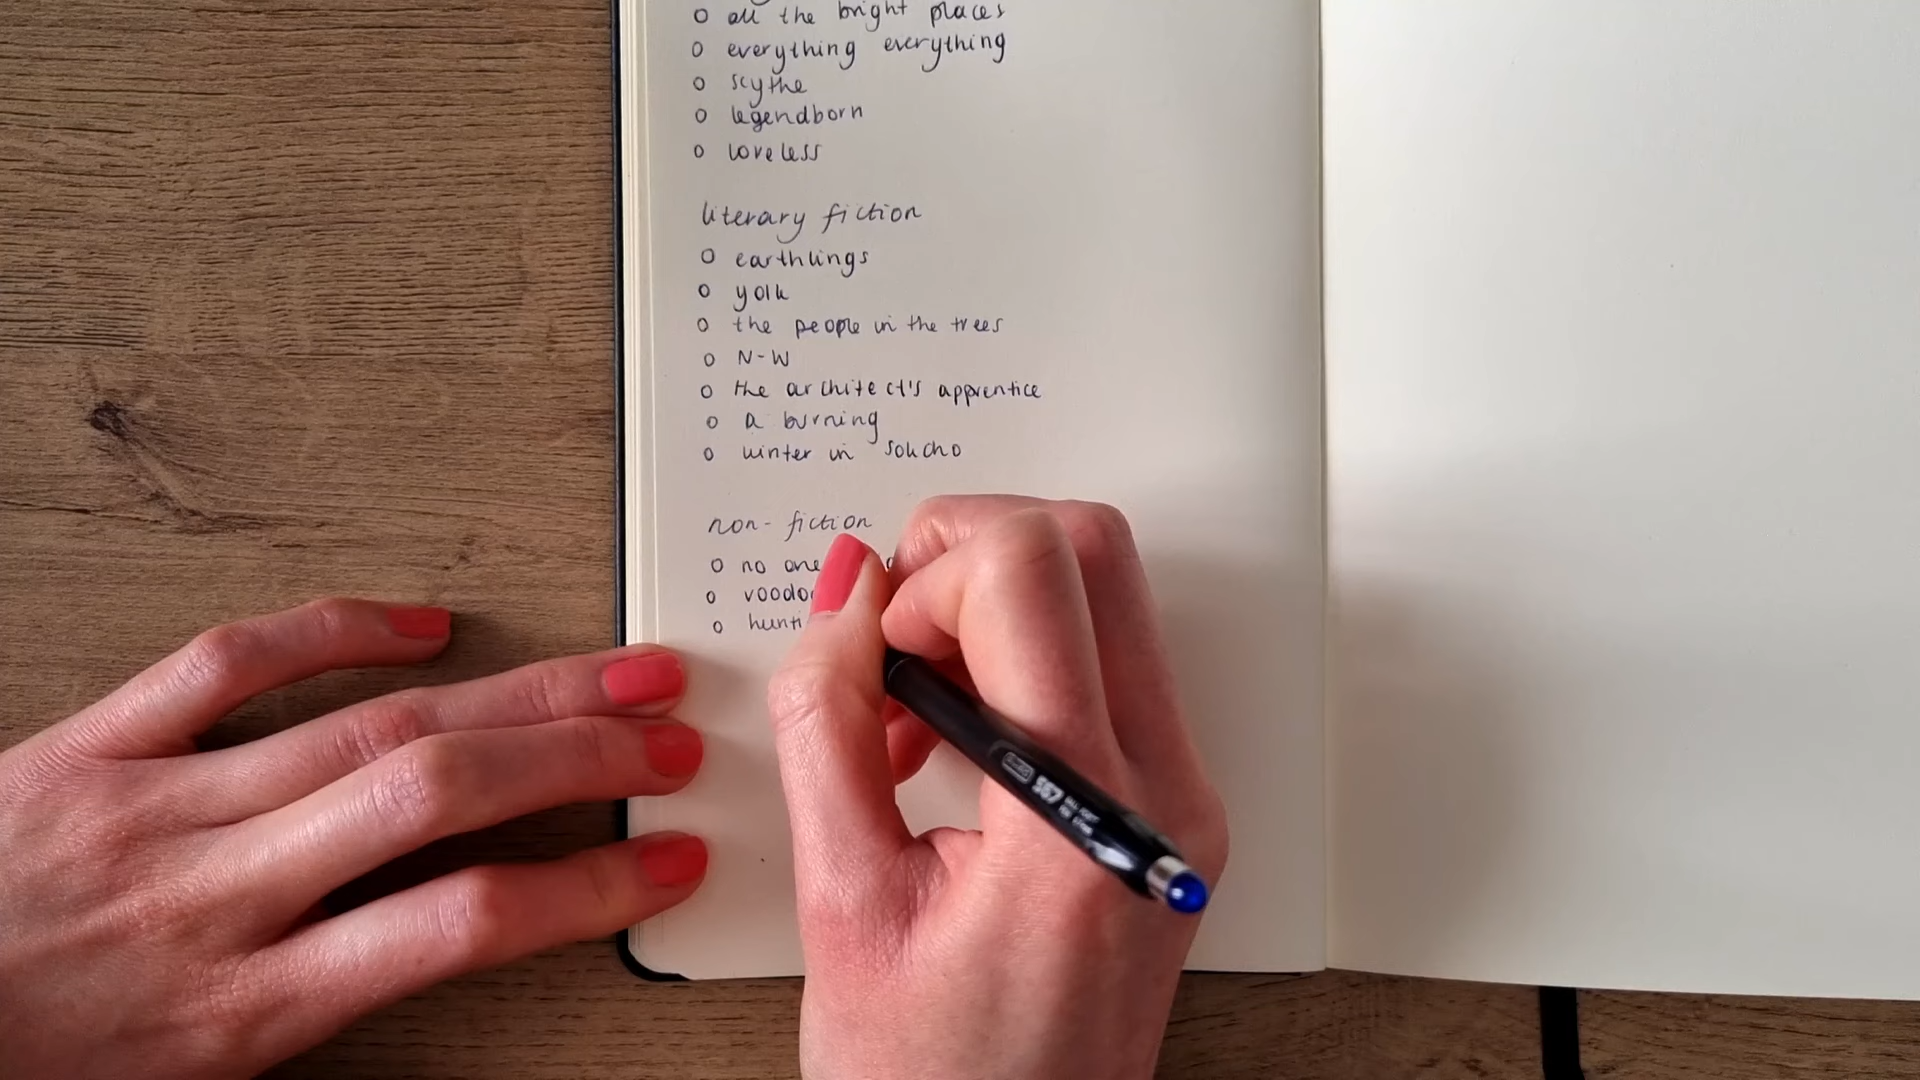 all the bright places
everything everything
scythe
legendborn
loveless
literary fiction
earthlings
yolk
the people in the trees
N-W
the architect's apprentice
a burning
winter in sokcho
non-fiction
no one
voodoo
hunti